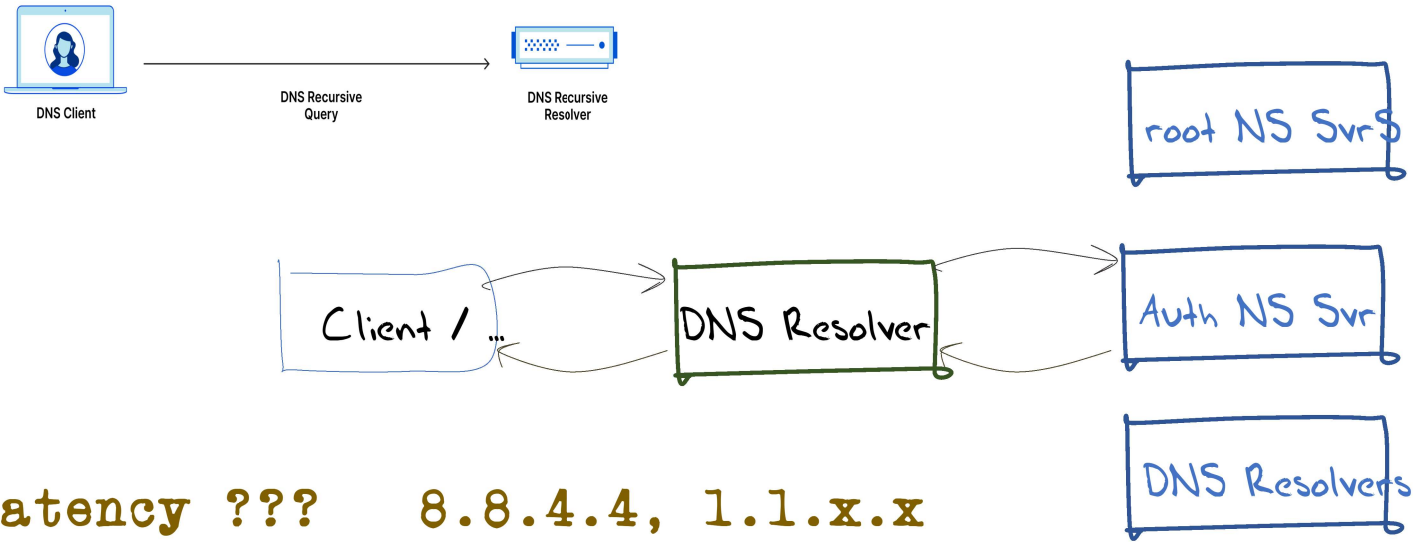 DNS Client
DNS Recursive
Query
DNS Recursive
Resolver
root NS SvrS
Client / ...
DNS Resolver
Auth NS Svr
DNS Resolvers
atency ??? 8.8.4.4, 1.1.x.x